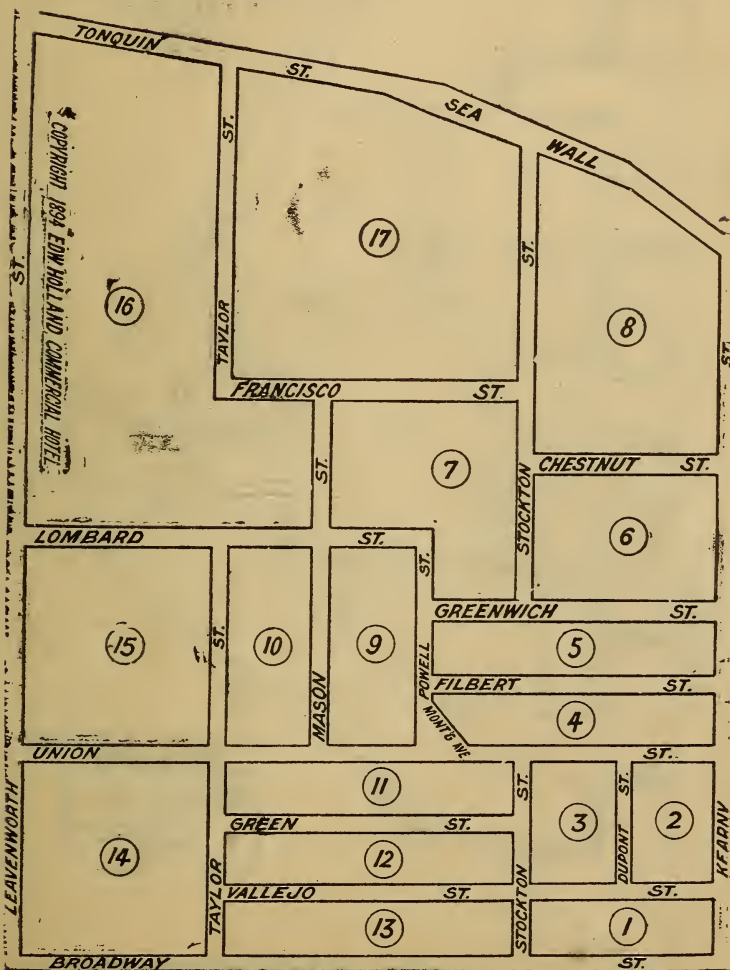 TONQUIN ST.
SEA WALL
COPYRIGHT 1894 EDW HOLLAND COMMERCIAL HOTEL
ST.
ST.
ST.
ST.
17
16
8
TAYLOR
FRANCISCO ST.
7
ST.
STOCKTON
CHESTNUT ST.
6
LOMBARD ST.
ST.
GREENWICH ST.
15
ST.
10
9
5
MASON
POWELL
FILBERT ST.
MONT'G AVE
4
UNION ST.
11
ST.
ST.
3
2
LEAVENWORTH
GREEN ST.
14
12
DUPONT
KEARNY
TAYLOR
VALLEJO ST.
STOCKTON
13
1
BROADWAY ST.